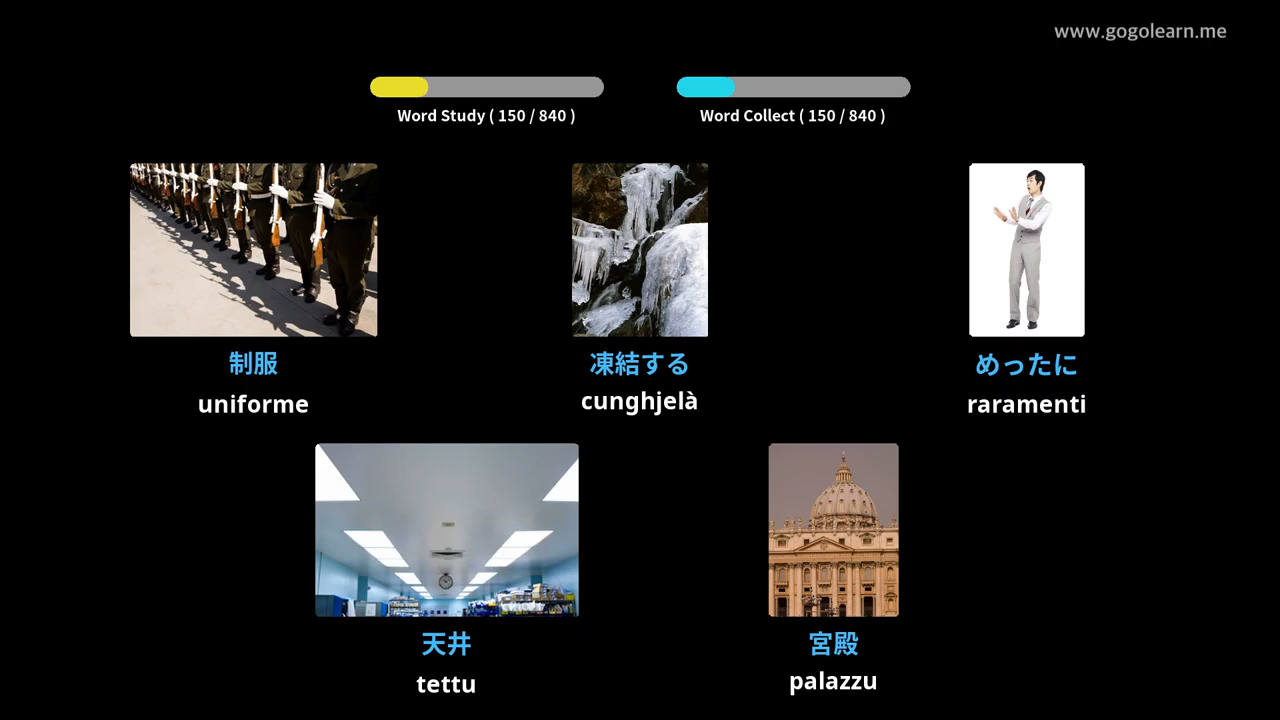 www.gogolearn.me
Word Study ( 150 / 840 )
Word Collect ( 150 / 840 )
制服
uniforme
凍結する
cunghjelà
めったに
raramenti
天井
tettu
宮殿
palazzu